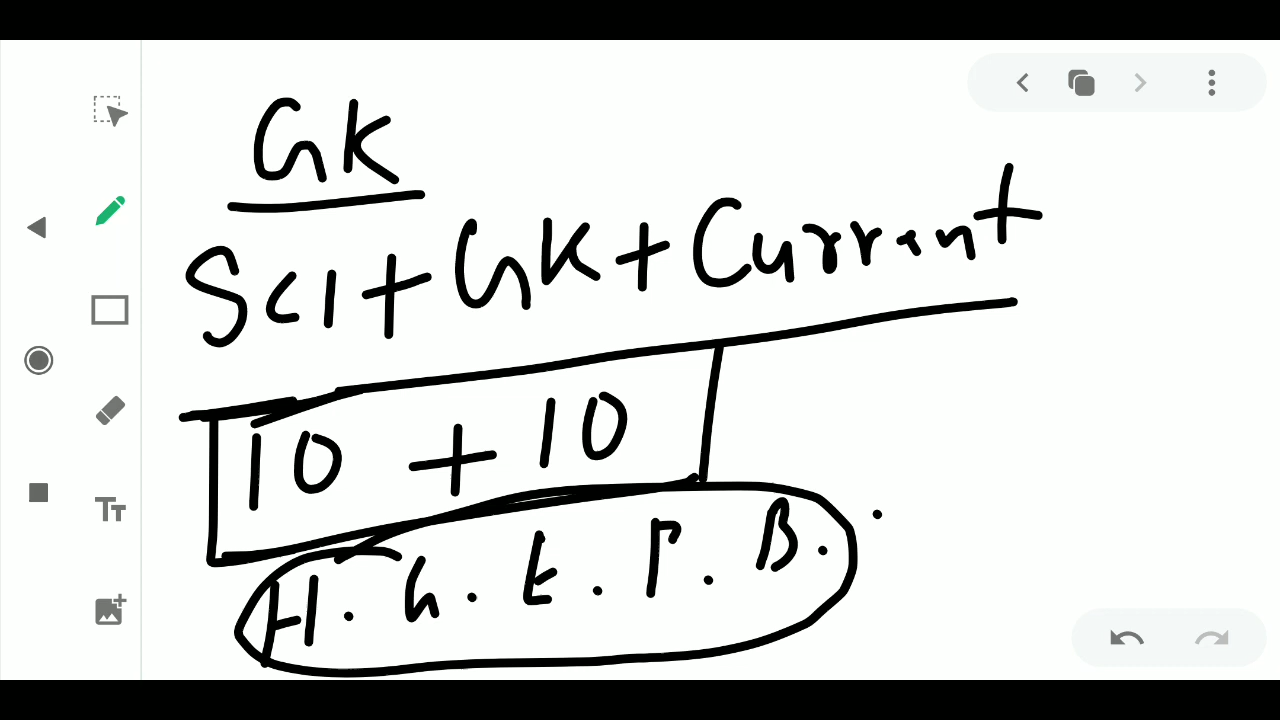 GK
Sci + GK + Current
10 + 10
H. G. E. P. B.